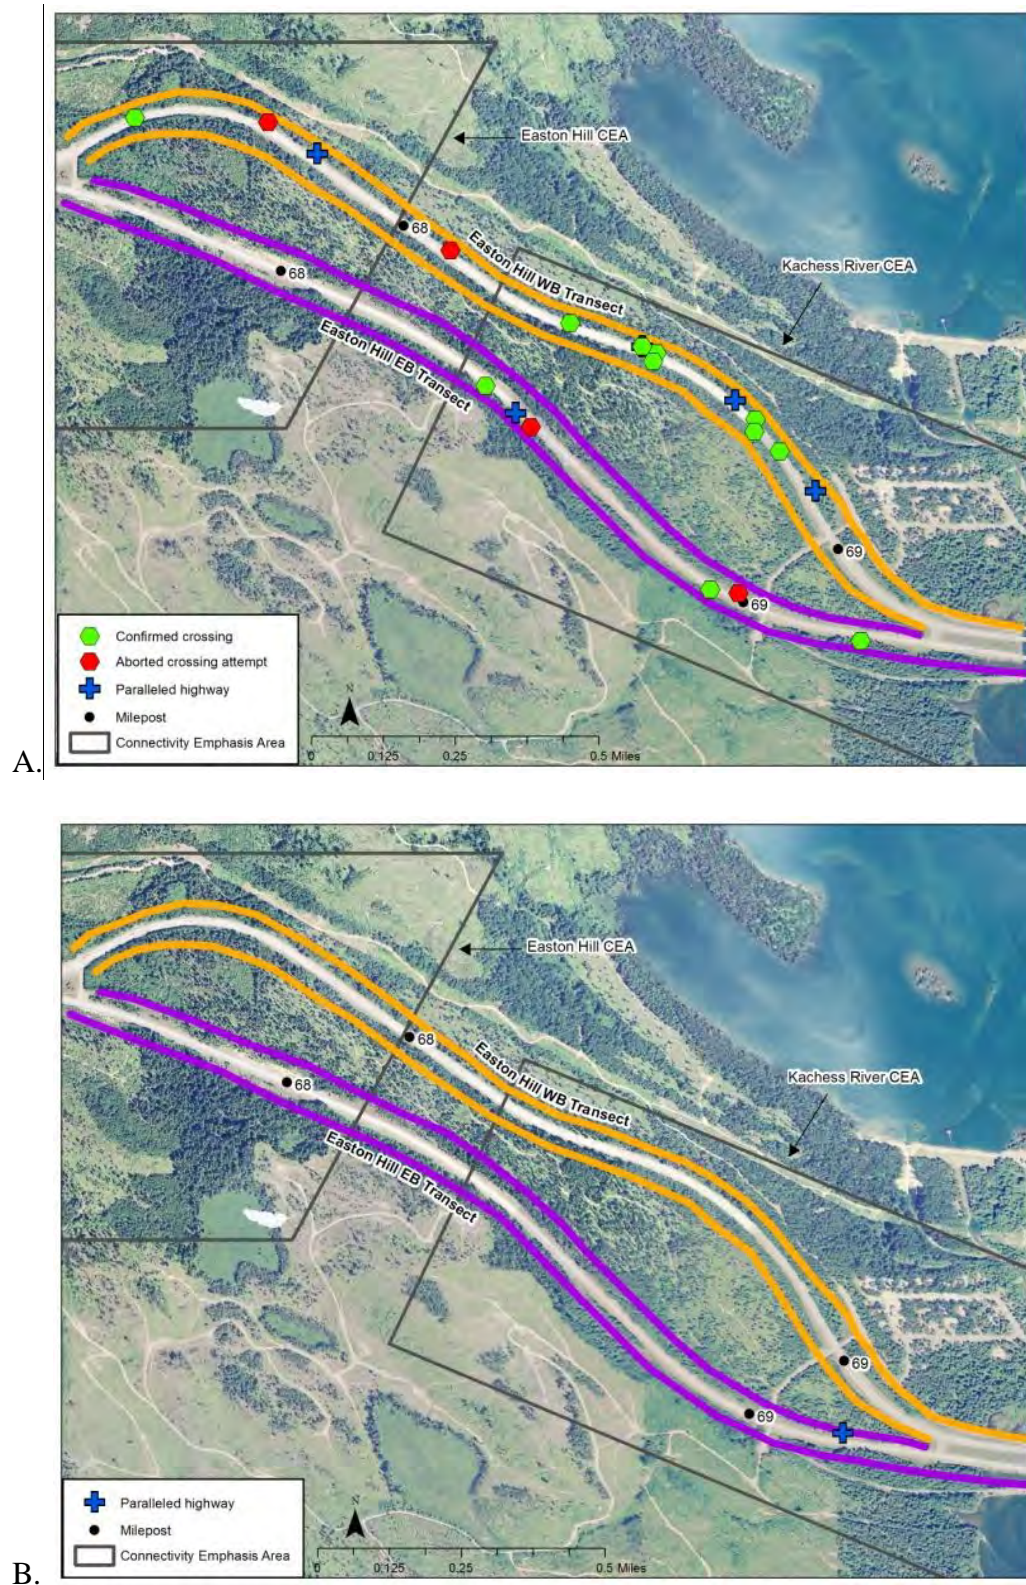 Easton Hill CEA
68
Easton Hill WB Transect
Kachess River CEA
68
Easton Hill EB Transect
69
69
Confirmed crossing
Aborted crossing attempt
Paralleled highway
Milepost
Connectivity Emphasis Area
N
0 0.125 0.25 0.5 Miles
A.
Easton Hill CEA
68
Easton Hill WB Transect
Kachess River CEA
68
Easton Hill EB Transect
69
69
Paralleled highway
Milepost
Connectivity Emphasis Area
N
0 0.125 0.25 0.5 Miles
B.